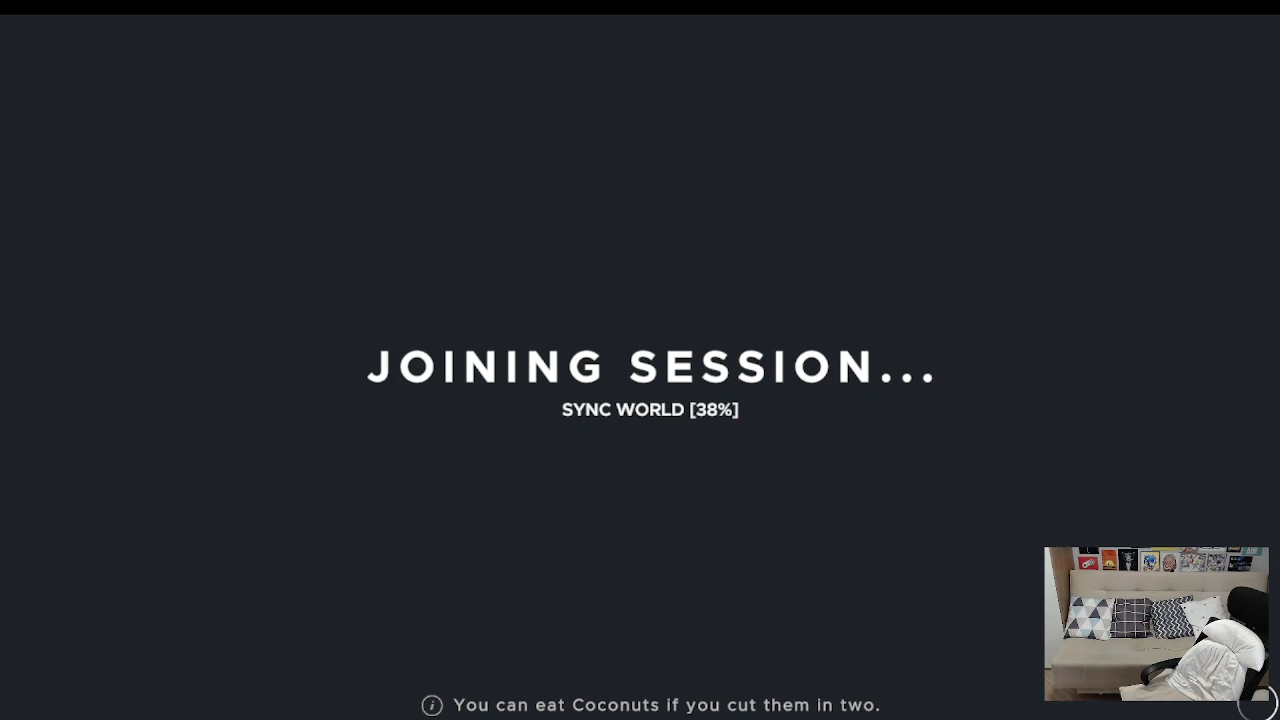 JOINING SESSION...
SYNC WORLD [38%]
You can eat Coconuts if you cut them in two.